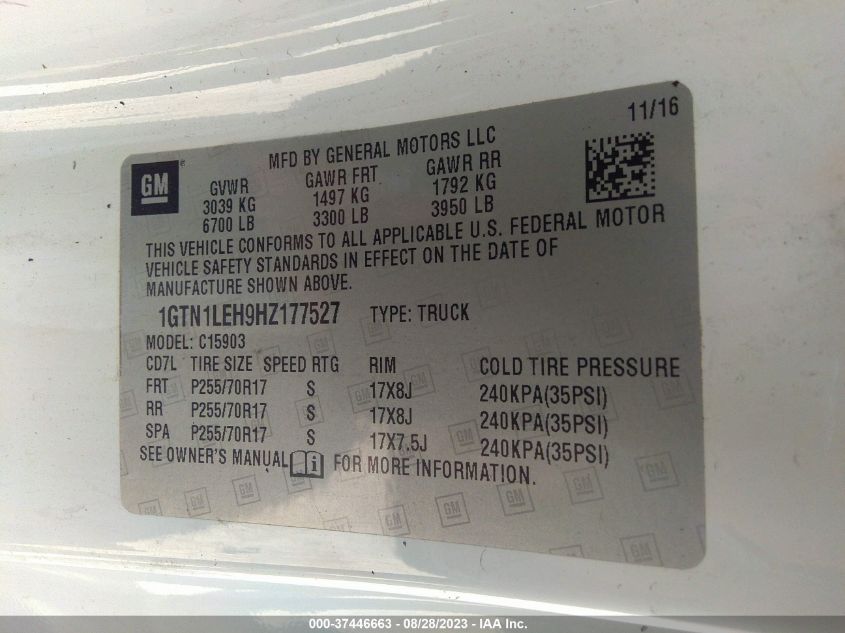 11/16
MFD BY GENERAL MOTORS LLC
GM
GVWR GAWR FRT GAWR RR
3039 KG 1497 KG 1792 KG
6700 LB 3300 LB 3950 LB
THIS VEHICLE CONFORMS TO ALL APPLICABLE U.S. FEDERAL MOTOR
VEHICLE SAFETY STANDARDS IN EFFECT ON THE DATE OF
MANUFACTURE SHOWN ABOVE.
1GTN1LEH9HZ177527 TYPE: TRUCK
MODEL: C15903
CD7L TIRE SIZE SPEED RTG RIM COLD TIRE PRESSURE
FRT P255/70R17 S 17X8J 240KPA(35PSI)
RR P255/70R17 S 17X8J 240KPA(35PSI)
SPA P255/70R17 S 17X7.5J 240KPA(35PSI)
SEE OWNER'S MANUAL FOR MORE INFORMATION.
000-37446663 - 08/28/2023 - IAA Inc.